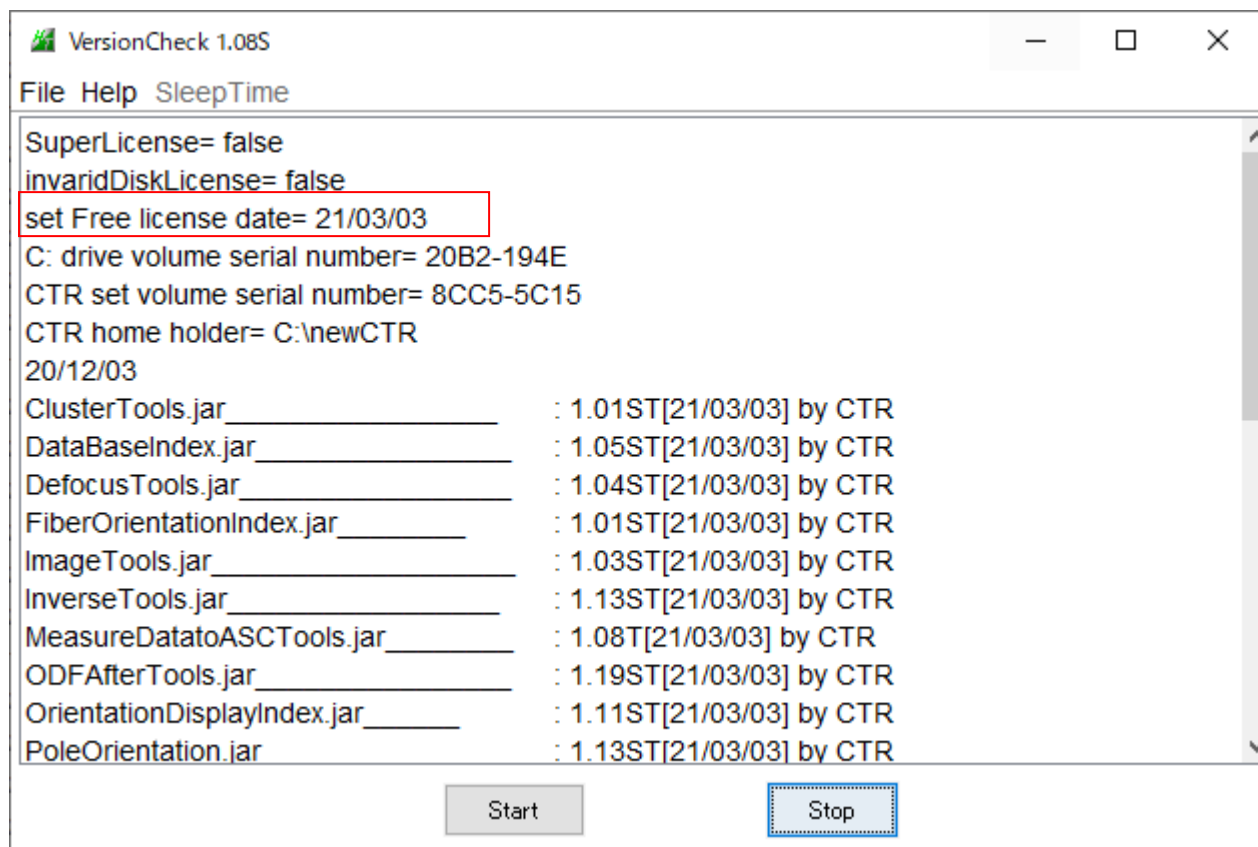 VersionCheck 1.08S
File Help SleepTime
SuperLicense= false
invaridDiskLicense= false
set Free license date= 21/03/03
C: drive volume serial number= 20B2-194E
CTR set volume serial number= 8CC5-5C15
CTR home holder= C:\newCTR
20/12/03
ClusterTools.jar_________________ : 1.01ST[21/03/03] by CTR
DataBaseIndex.jar________________ : 1.05ST[21/03/03] by CTR
DefocusTools.jar_________________ : 1.04ST[21/03/03] by CTR
FiberOrientationIndex.jar________ : 1.01ST[21/03/03] by CTR
ImageTools.jar___________________ : 1.03ST[21/03/03] by CTR
InverseTools.jar_________________ : 1.13ST[21/03/03] by CTR
MeasureDatatoASCTools.jar________ : 1.08T[21/03/03] by CTR
ODFAfterTools.jar________________ : 1.19ST[21/03/03] by CTR
OrientationDisplayIndex.jar______ : 1.11ST[21/03/03] by CTR
PoleOrientation.jar : 1.13ST[21/03/03] by CTR
Start Stop